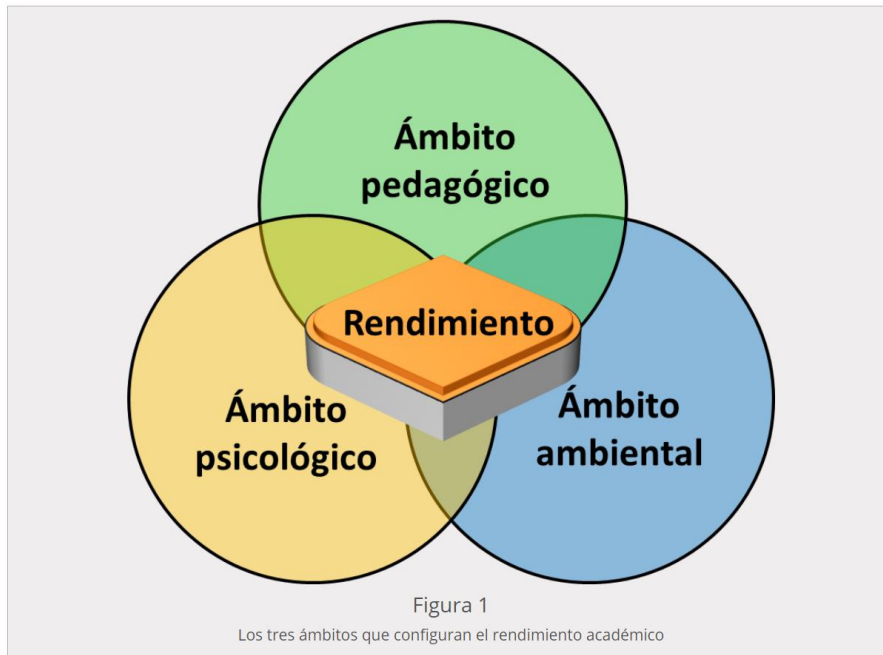 Ámbito
pedagógico
Rendimiento
Ámbito
psicológico
Ámbito
ambiental
Figura 1
Los tres ámbitos que configuran el rendimiento académico